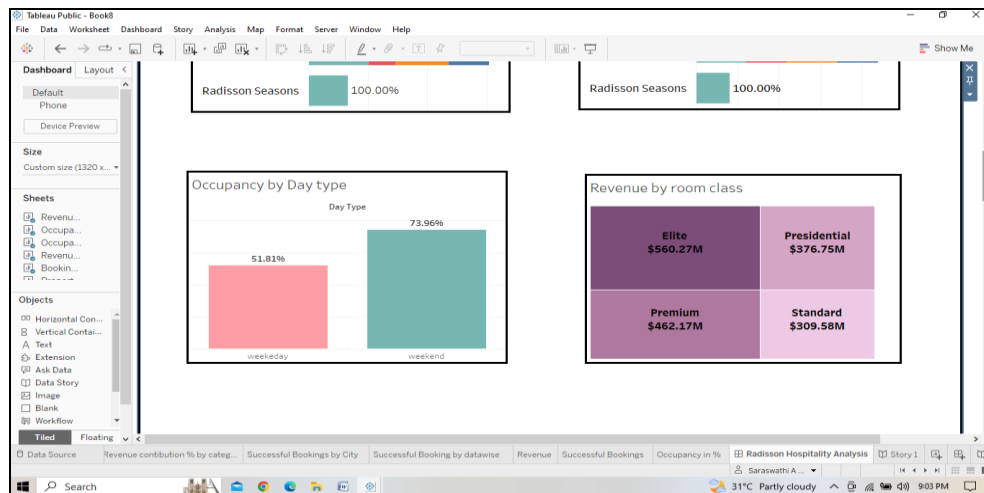 Tableau Public - Book8
File Data Worksheet Dashboard Story Analysis Map Format Server Window Help
Show Me
Dashboard Layout
Default
Phone
Device Preview
Size
Custom size (1320 x...
Sheets
Revenu...
Occupa...
Occupa...
Revenu...
Bookin...
Objects
Horizontal Con...
Vertical Contai...
Text
Extension
Ask Data
Data Story
Image
Blank
Workflow
Tiled Floating
Radisson Seasons 100.00%
Radisson Seasons 100.00%
Occupancy by Day type
Day Type
73.96%
51.81%
weekeday weekend
Revenue by room class
Elite
$560.27M
Presidential
$376.75M
Premium
$462.17M
Standard
$309.58M
Data Source Revenue contibution % by categ... Successful Bookings by City Successful Booking by datawise Revenue Successful Bookings Occupancy in % Radisson Hospitality Analysis Story 1
Saraswathi A...
Search 31°C Partly cloudy 9:03 PM